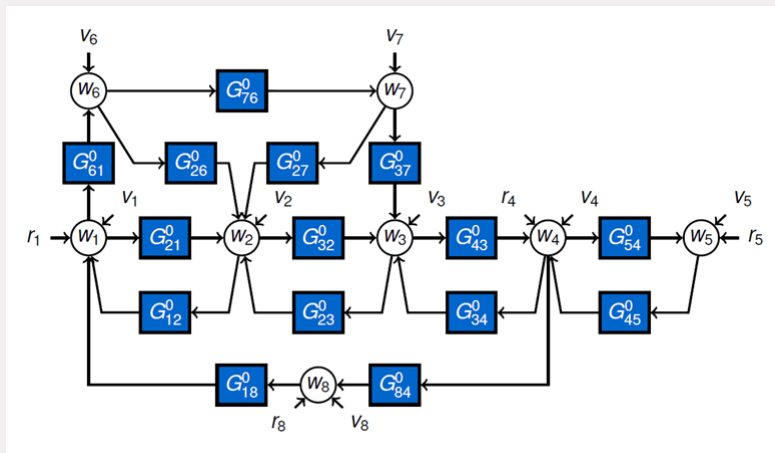 v₆ v₇
w₆ G⁰₇₆ w₇
G⁰₆₁ G⁰₂₆ G⁰₂₇ G⁰₃₇
v₁ v₂ v₃ r₄ v₄ v₅
r₁ w₁ G⁰₂₁ w₂ G⁰₃₂ w₃ G⁰₄₃ w₄ G⁰₅₄ w₅ r₅
G⁰₁₂ G⁰₂₃ G⁰₃₄ G⁰₄₅
G⁰₁₈ w₈ G⁰₈₄
r₈ v₈